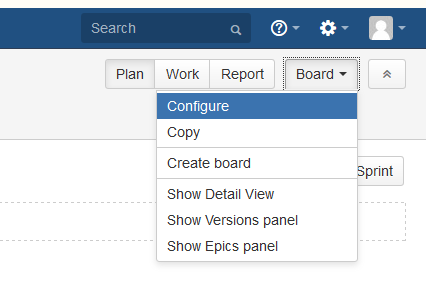 Search
Plan Work Report Board
Configure
Copy
Create board
Sprint
Show Detail View
Show Versions panel
Show Epics panel